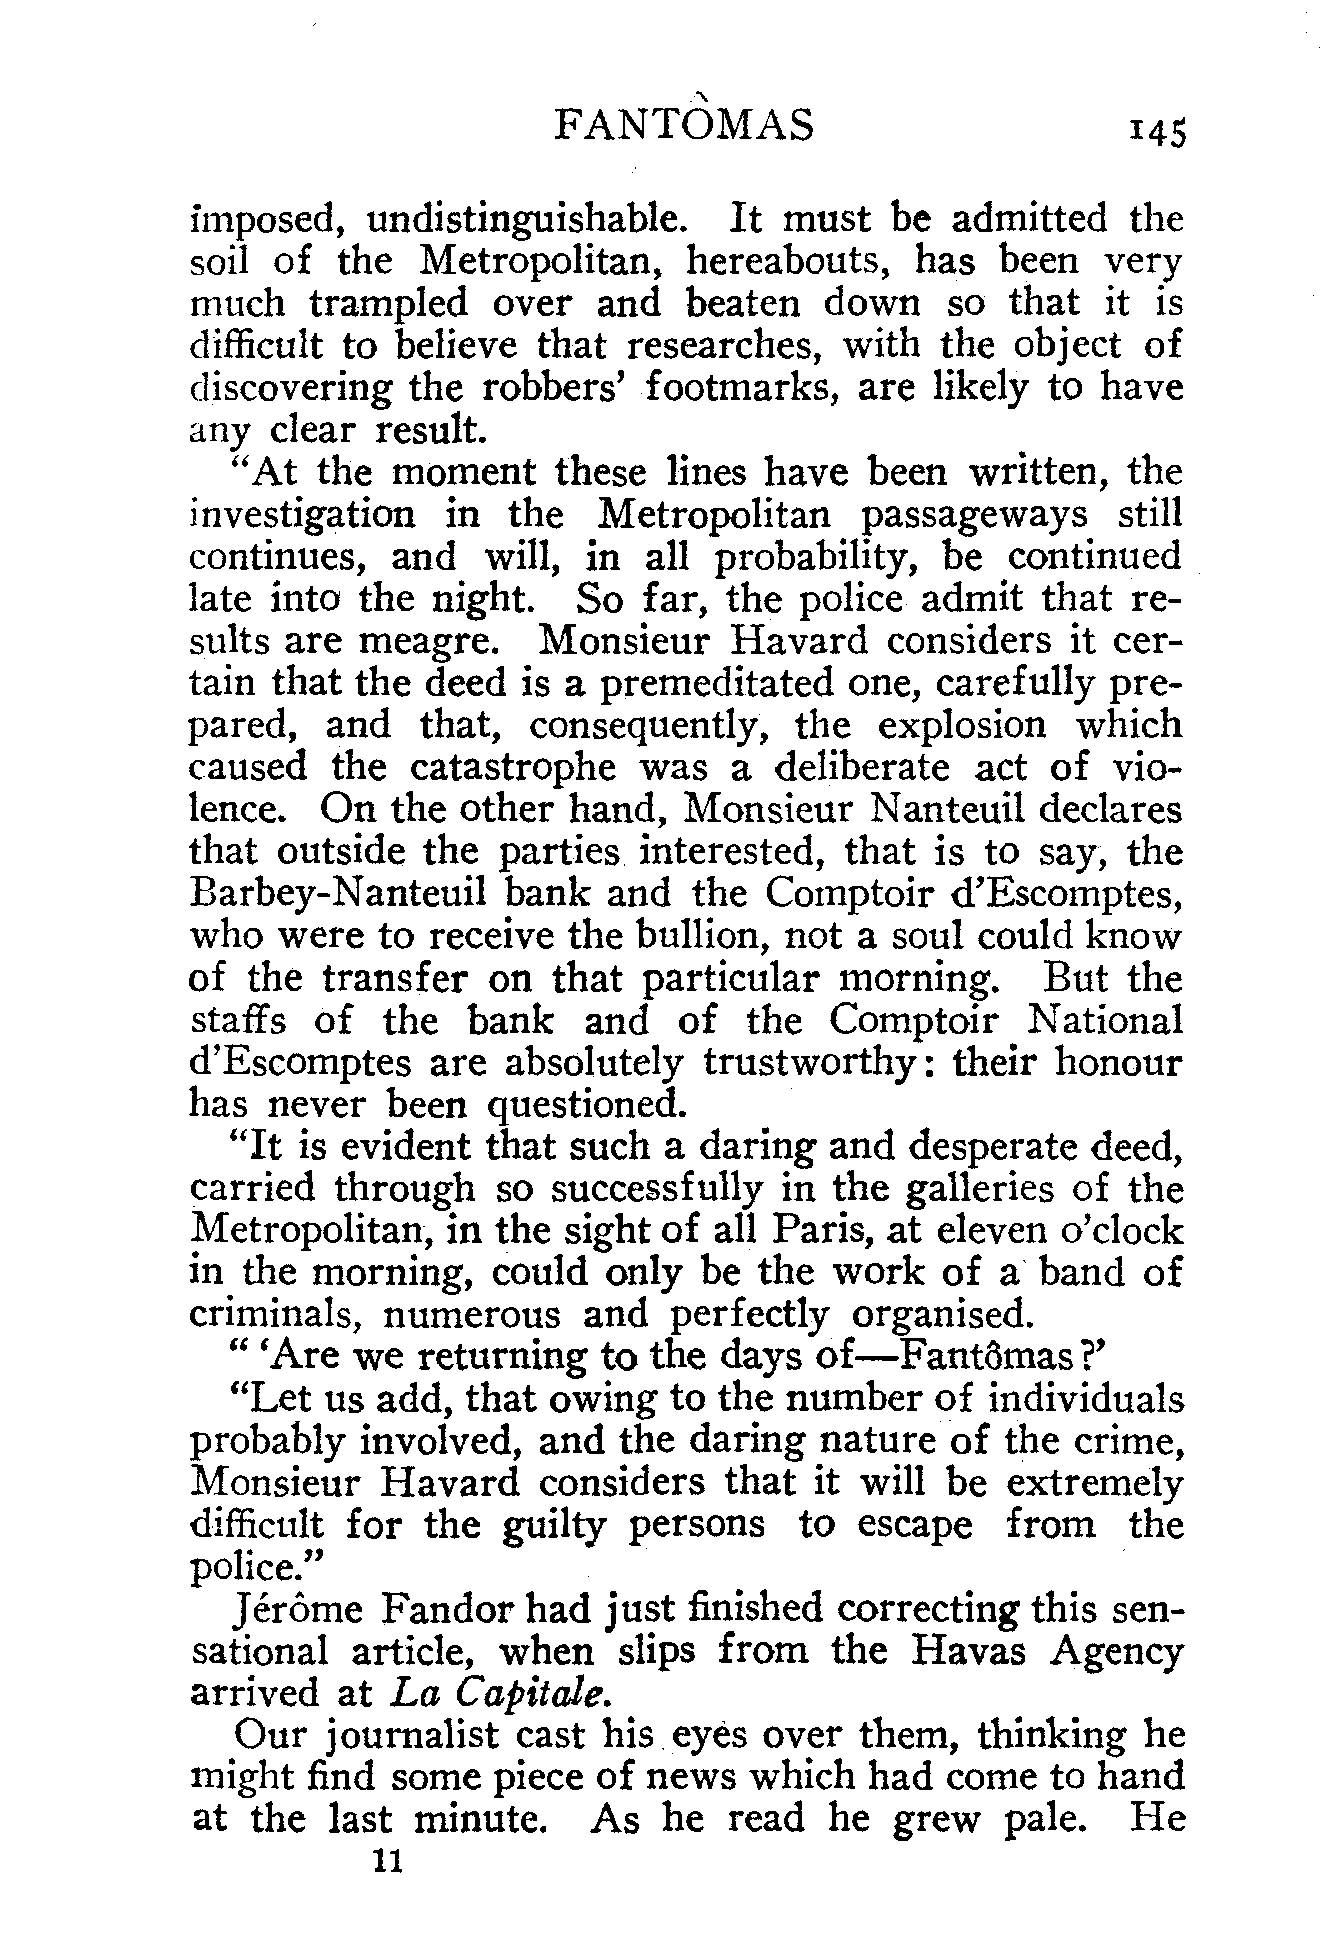 FANTÔMAS 145
imposed, undistinguishable. It must be admitted the
soil of the Metropolitan, hereabouts, has been very
much trampled over and beaten down so that it is
difficult to believe that researches, with the object of
discovering the robbers' footmarks, are likely to have
any clear result.
“At the moment these lines have been written, the
investigation in the Metropolitan passageways still
continues, and will, in all probability, be continued
late into the night. So far, the police admit that re-
sults are meagre. Monsieur Havard considers it cer-
tain that the deed is a premeditated one, carefully pre-
pared, and that, consequently, the explosion which
caused the catastrophe was a deliberate act of vio-
lence. On the other hand, Monsieur Nanteuil declares
that outside the parties interested, that is to say, the
Barbey-Nanteuil bank and the Comptoir d'Escomptes,
who were to receive the bullion, not a soul could know
of the transfer on that particular morning. But the
staffs of the bank and of the Comptoir National
d'Escomptes are absolutely trustworthy: their honour
has never been questioned.
“It is evident that such a daring and desperate deed,
carried through so successfully in the galleries of the
Metropolitan, in the sight of all Paris, at eleven o'clock
in the morning, could only be the work of a band of
criminals, numerous and perfectly organised.
“ ‘Are we returning to the days of—Fantômas?’
“Let us add, that owing to the number of individuals
probably involved, and the daring nature of the crime,
Monsieur Havard considers that it will be extremely
difficult for the guilty persons to escape from the
police.”
Jérôme Fandor had just finished correcting this sen-
sational article, when slips from the Havas Agency
arrived at La Capitale.
Our journalist cast his eyes over them, thinking he
might find some piece of news which had come to hand
at the last minute. As he read he grew pale. He
11